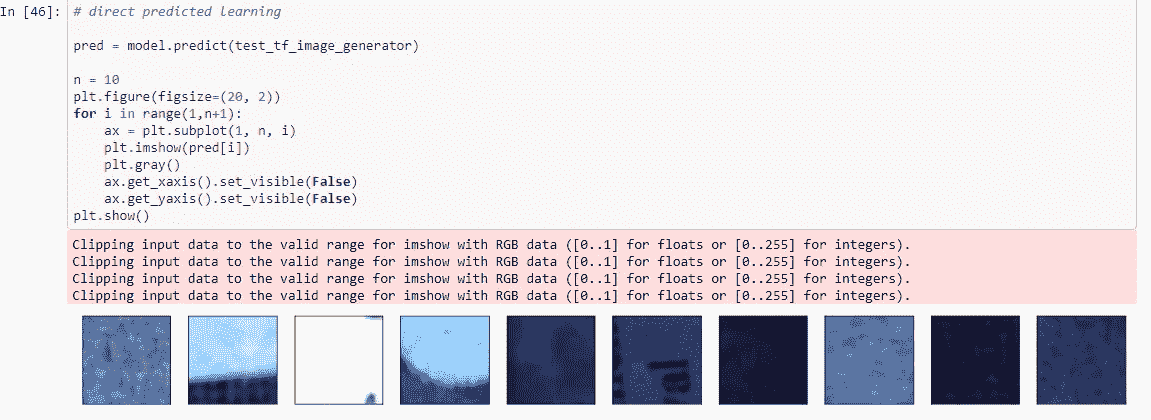 In [46]: # direct predicted learning
pred = model.predict(test_tf_image_generator)
n = 10
plt.figure(figsize=(20, 2))
for i in range(1,n+1):
    ax = plt.subplot(1, n, i)
    plt.imshow(pred[i])
    plt.gray()
    ax.get_xaxis().set_visible(False)
    ax.get_yaxis().set_visible(False)
plt.show()
Clipping input data to the valid range for imshow with RGB data ([0..1] for floats or [0..255] for integers).
Clipping input data to the valid range for imshow with RGB data ([0..1] for floats or [0..255] for integers).
Clipping input data to the valid range for imshow with RGB data ([0..1] for floats or [0..255] for integers).
Clipping input data to the valid range for imshow with RGB data ([0..1] for floats or [0..255] for integers).